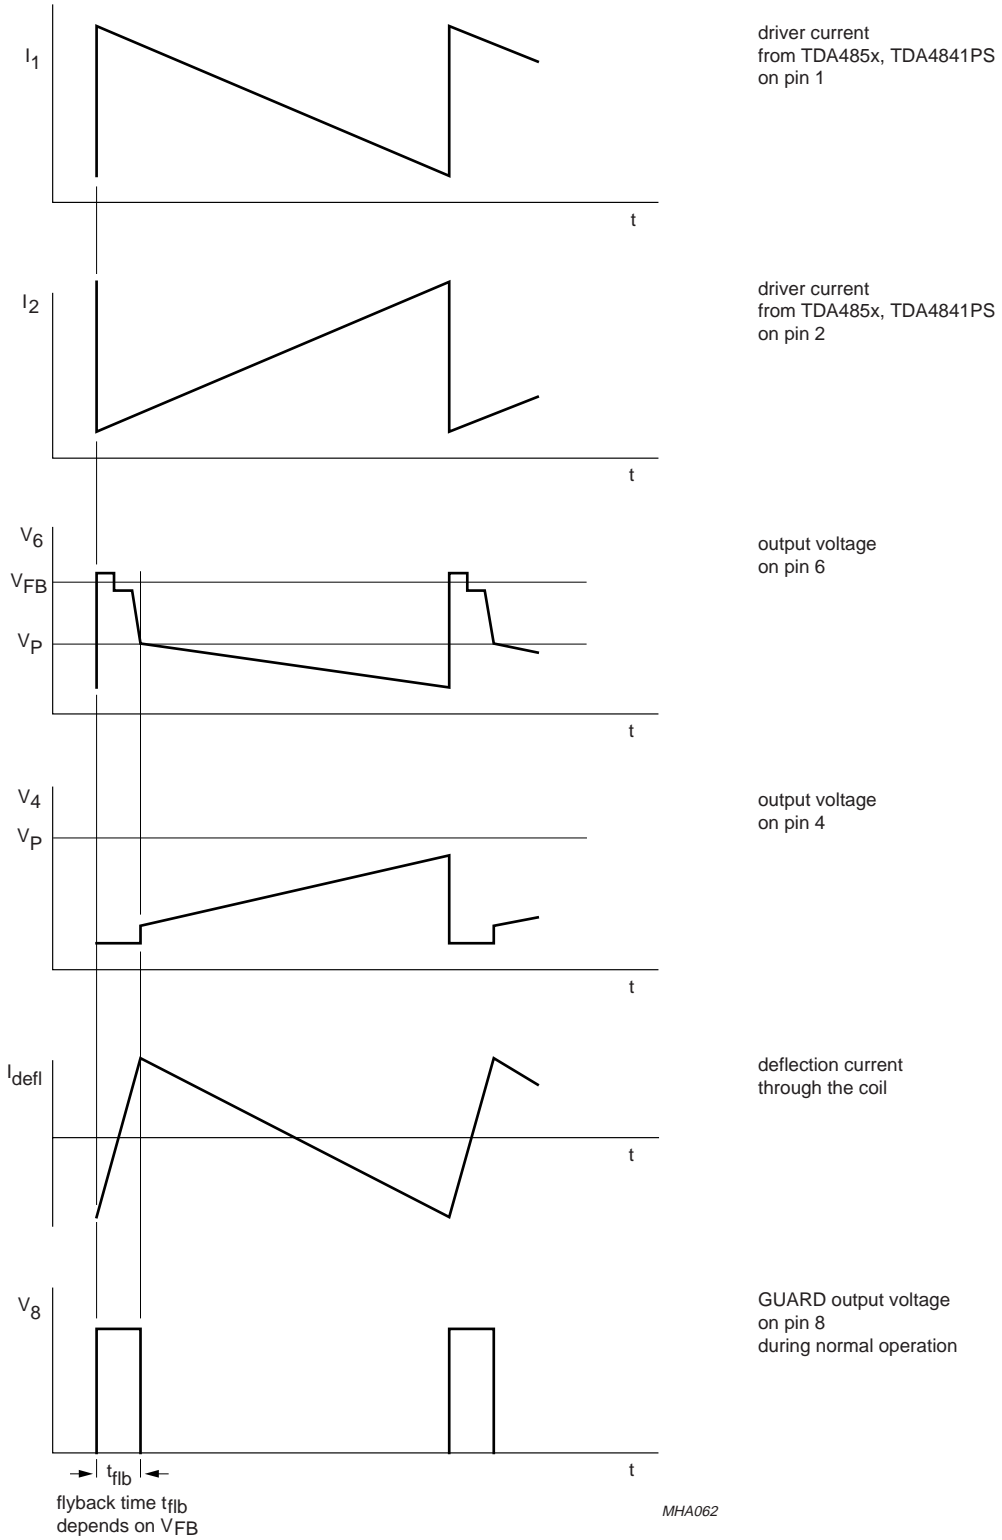 I1
driver current
from TDA485x, TDA4841PS
on pin 1
t
I2
driver current
from TDA485x, TDA4841PS
on pin 2
t
V6
VFB
VP
output voltage
on pin 6
t
V4
VP
output voltage
on pin 4
t
Idefl
deflection current
through the coil
t
V8
GUARD output voltage
on pin 8
during normal operation
tflb
t
flyback time tflb
depends on VFB
MHA062